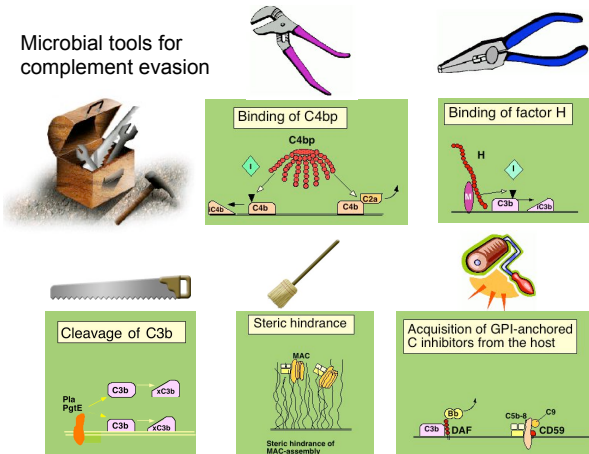 Microbial tools for
complement evasion
Binding of C4bp
C4bp
I
iC4b
C4b
C4b
C2a
Binding of factor H
H
I
M
C3b
iC3b
Cleavage of C3b
Pla
PgtE
C3b
xC3b
C3b
xC3b
Steric hindrance
MAC
Steric hindrance of
MAC-assembly
Acquisition of GPI-anchored
C inhibitors from the host
Bb
C3b
DAF
C5b-8
C9
CD59